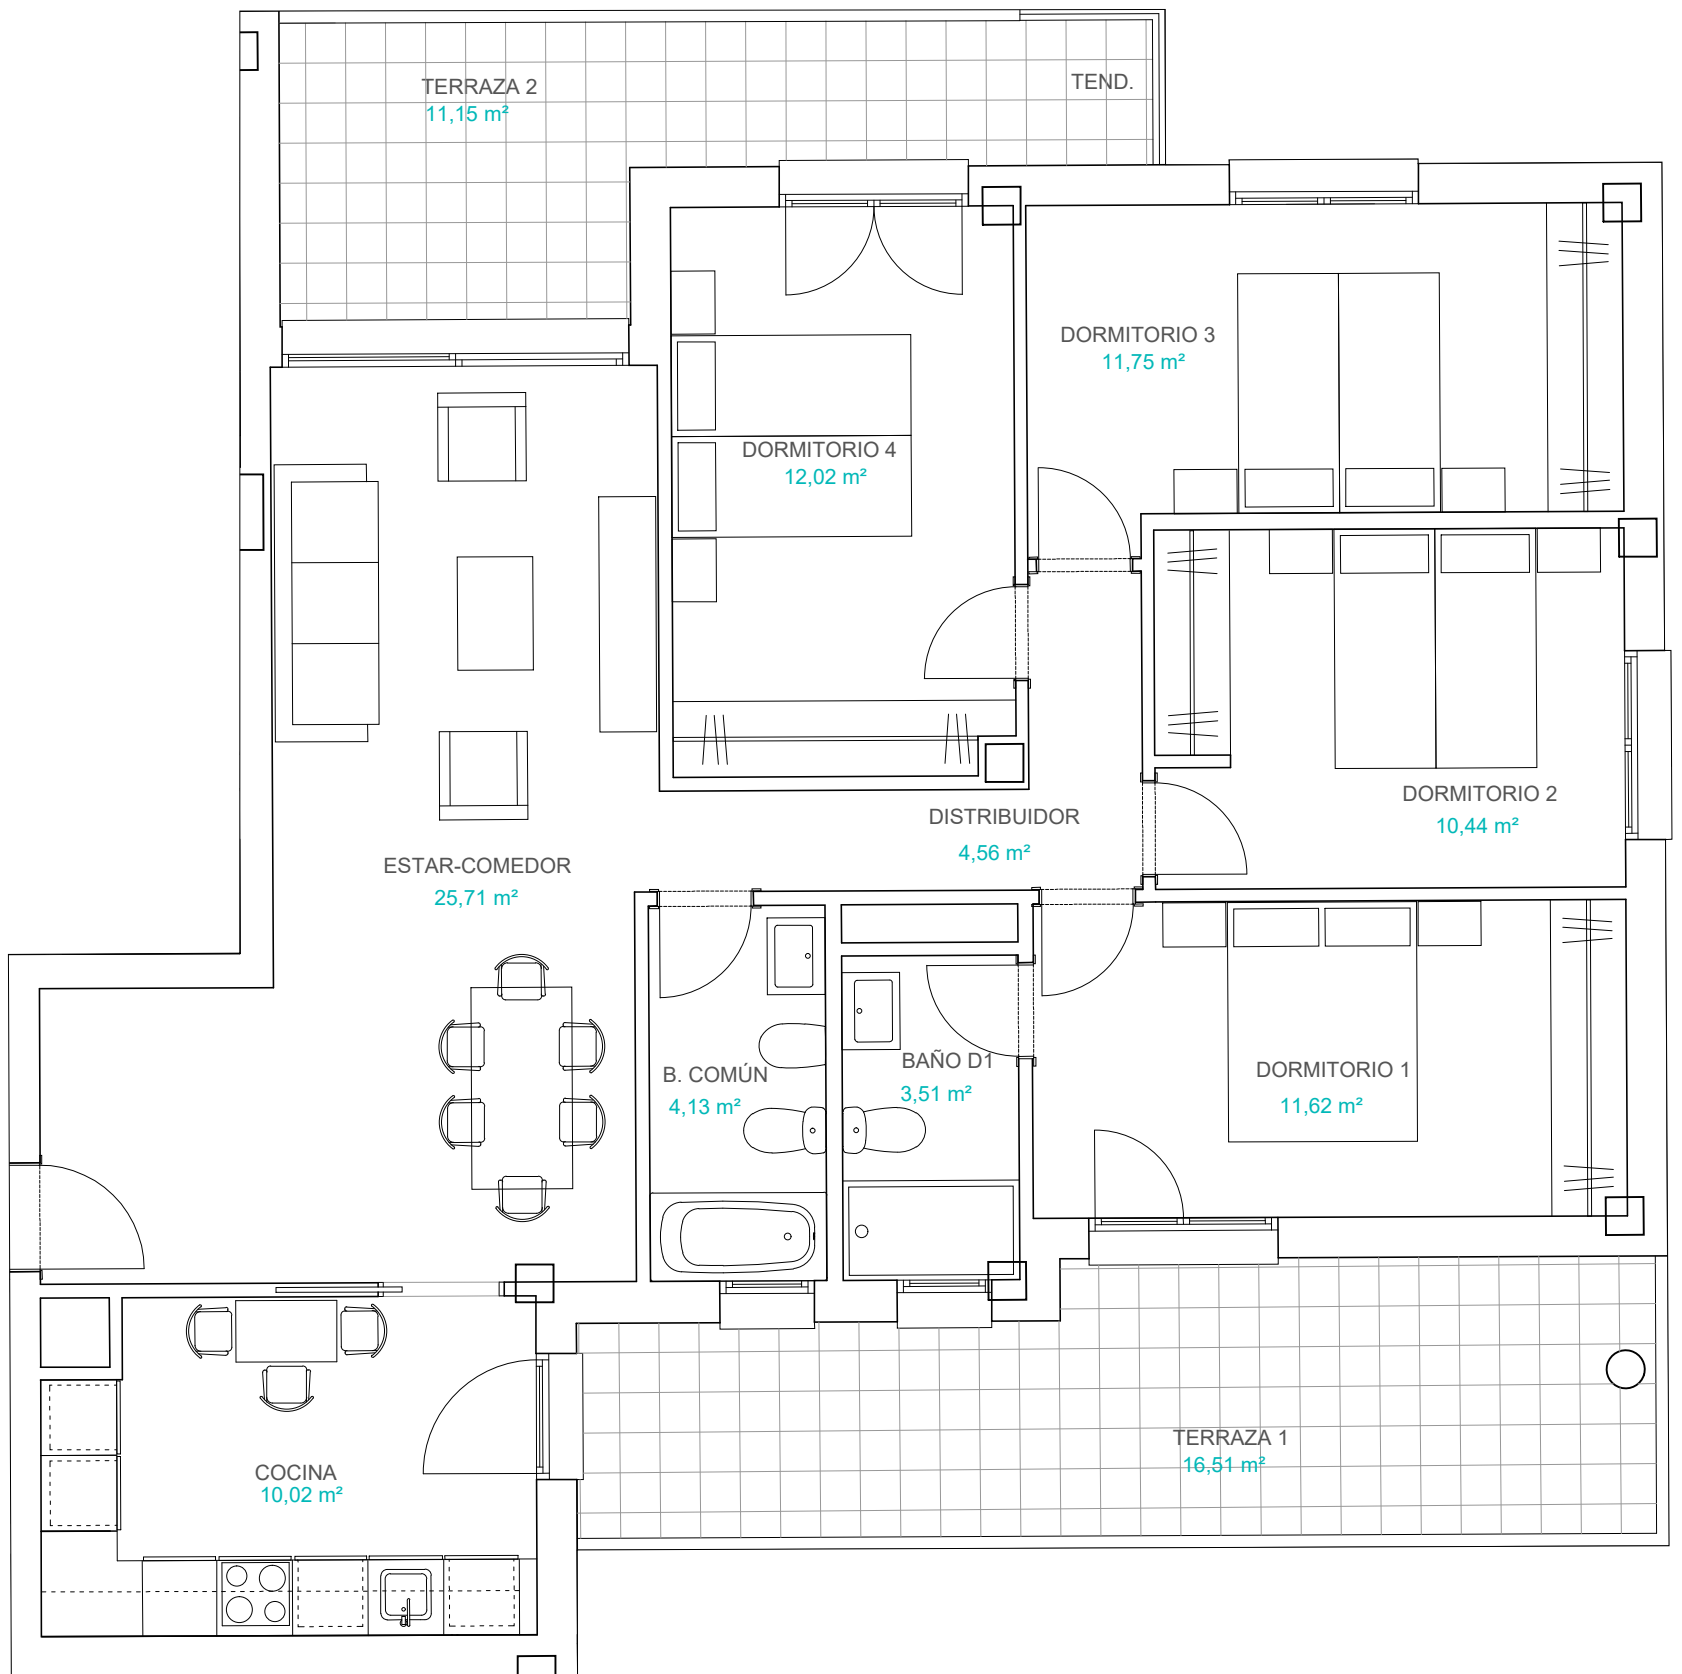 TERRAZA 2
11,15 m²
TEND.
DORMITORIO 3
11,75 m²
DORMITORIO 4
12,02 m²
DORMITORIO 2
10,44 m²
DISTRIBUIDOR
4,56 m²
ESTAR-COMEDOR
25,71 m²
B. COMÚN
4,13 m²
BAÑO D1
3,51 m²
DORMITORIO 1
11,62 m²
TERRAZA 1
16,51 m²
COCINA
10,02 m²